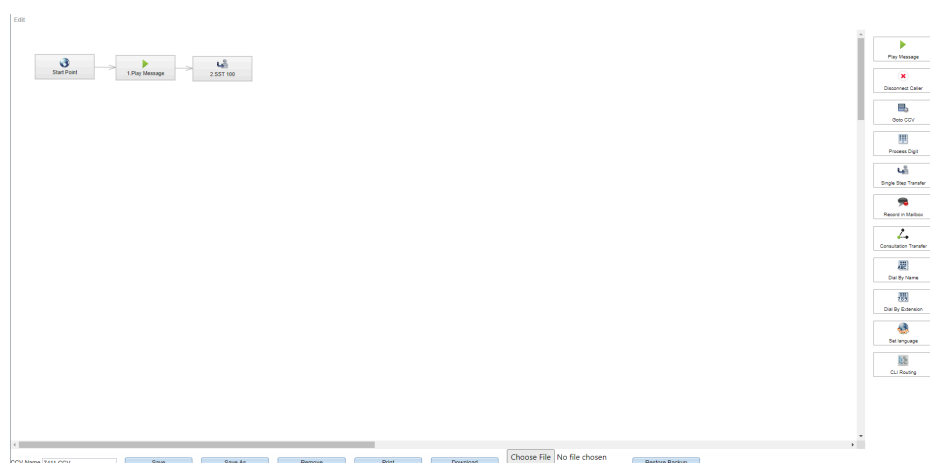 Edit
Start Point
1.Play Message
2.SST 100
Play Message
Disconnect Caller
Goto CCV
Process Digit
Single Step Transfer
Record in Mailbox
Consultation Transfer
Dial By Name
Dial By Extension
Set language
CLI Routing
CCV Name
Save
Save As
Remove
Print
Download
Choose File No file chosen
Restore Backup